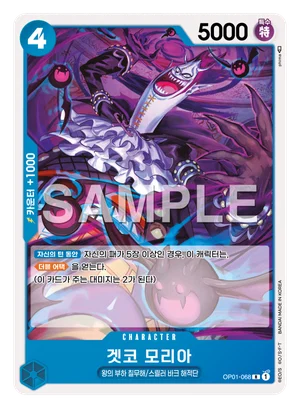 4
5000
특수
特
카운터 +1000
SAMPLE
자신의 턴 동안 자신의 패가 5장 이상인 경우, 이 캐릭터는,
더블 어택 을 얻는다.
(이 카드가 주는 대미지는 2가 된다)
CHARACTER
겟코 모리아
왕의 부하 칠무해/스릴러 바크 해적단
OP01-068 R